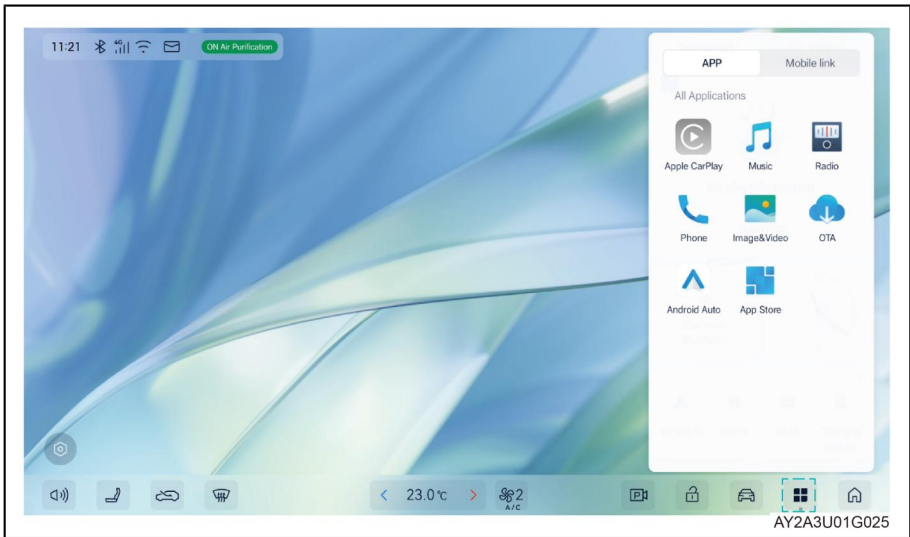 11:21 4G ON Air Purification
APP Mobile link
All Applications
Apple CarPlay Music Radio
Phone Image&Video OTA
Android Auto App Store
< 23.0 ℃ > 2
A/C
AY2A3U01G025